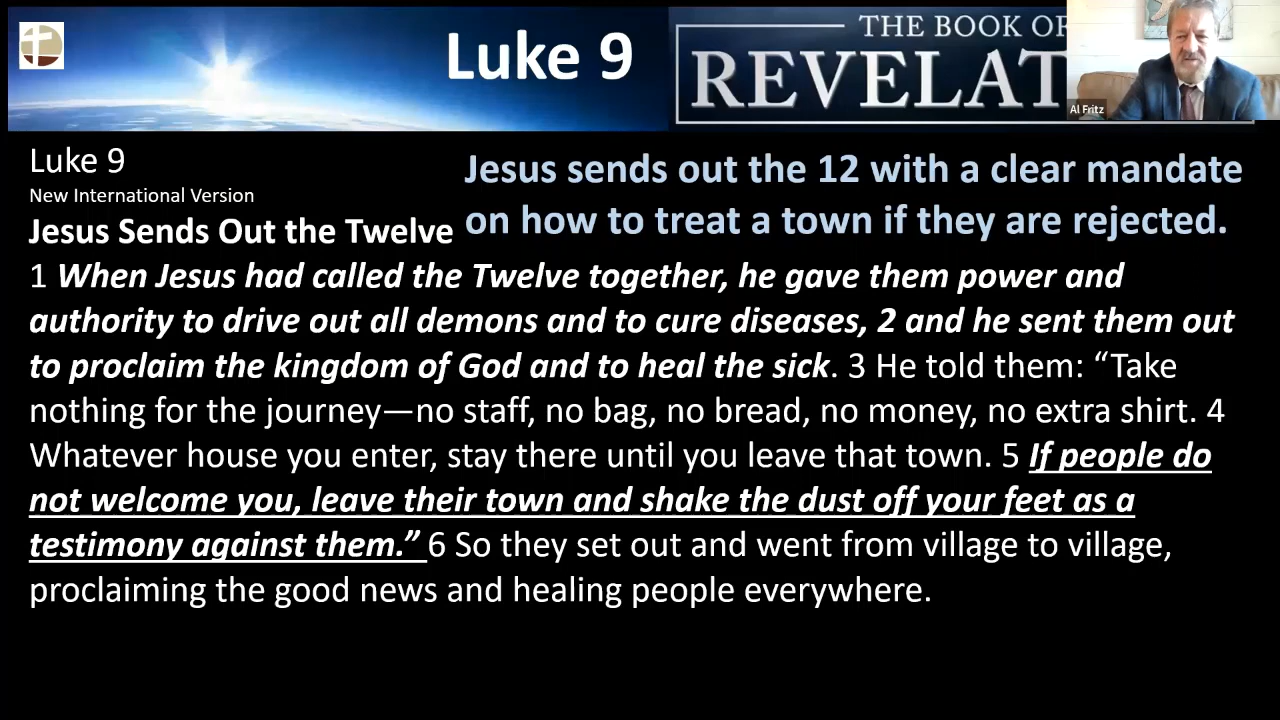 Luke 9
THE BOOK OF
REVELAT
Al Fritz
Luke 9
New International Version
Jesus Sends Out the Twelve
Jesus sends out the 12 with a clear mandate
on how to treat a town if they are rejected.
1 When Jesus had called the Twelve together, he gave them power and
authority to drive out all demons and to cure diseases, 2 and he sent them out
to proclaim the kingdom of God and to heal the sick. 3 He told them: “Take
nothing for the journey—no staff, no bag, no bread, no money, no extra shirt. 4
Whatever house you enter, stay there until you leave that town. 5 If people do
not welcome you, leave their town and shake the dust off your feet as a
testimony against them.” 6 So they set out and went from village to village,
proclaiming the good news and healing people everywhere.